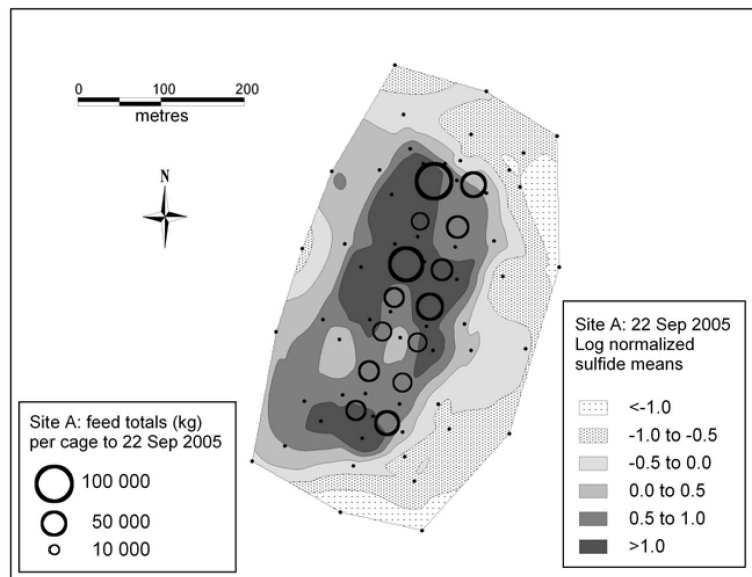 0 100 200
metres
N
Site A: feed totals (kg)
per cage to 22 Sep 2005
100 000
50 000
10 000
Site A: 22 Sep 2005
Log normalized
sulfide means
<-1.0
-1.0 to -0.5
-0.5 to 0.0
0.0 to 0.5
0.5 to 1.0
>1.0